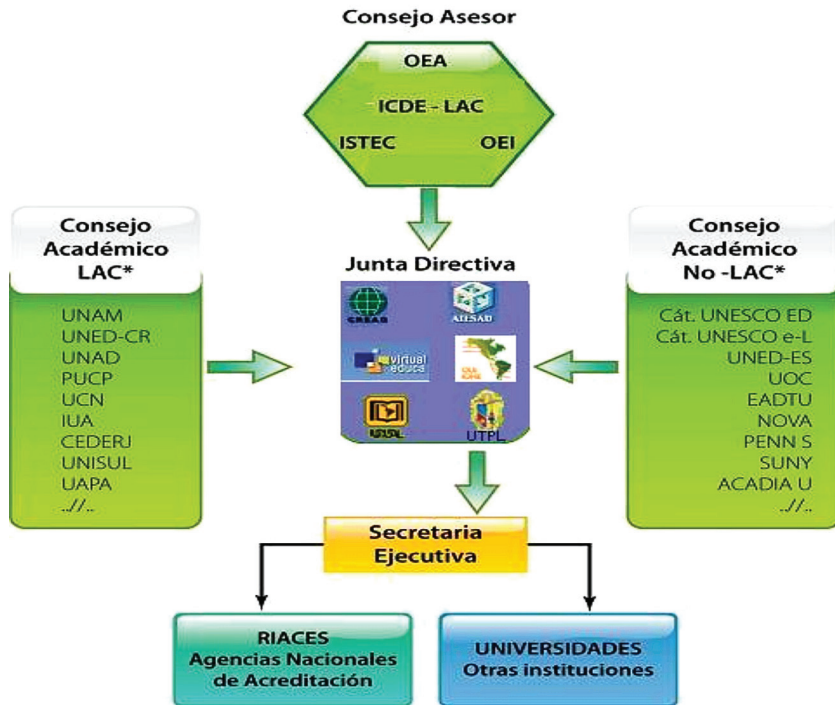 Consejo Asesor
OEA
ICDE - LAC
ISTEC OEI
Consejo
Académico
LAC*
UNAM
UNED-CR
UNAD
PUCP
UCN
IUA
CEDERJ
UNISUL
UAPA
..//..
Junta Directiva
CREAD
AIESAD
virtual
educa
UTPL
Consejo
Académico
No -LAC*
Cát. UNESCO ED
Cát. UNESCO e-L
UNED-ES
UOC
EADTU
NOVA
PENN S
SUNY
ACADIA U
..//..
Secretaria
Ejecutiva
RIACES
Agencias Nacionales
de Acreditación
UNIVERSIDADES
Otras instituciones